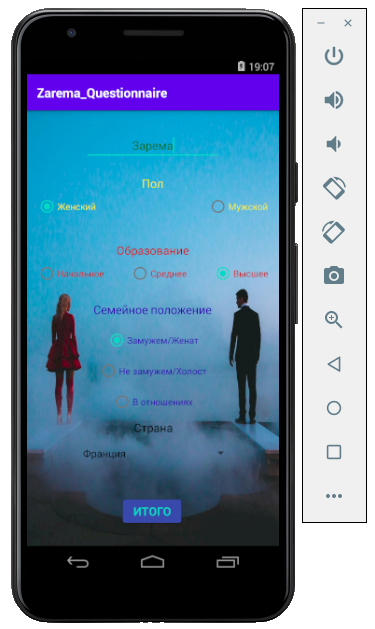 19:07
Zarema_Questionnaire
Зарема
Пол
Женский Мужской
Образование
Начальное Среднее Высшее
Семейное положение
Замужем/Женат
Не замужем/Холост
В отношениях
Страна
Франция
ИТОГО